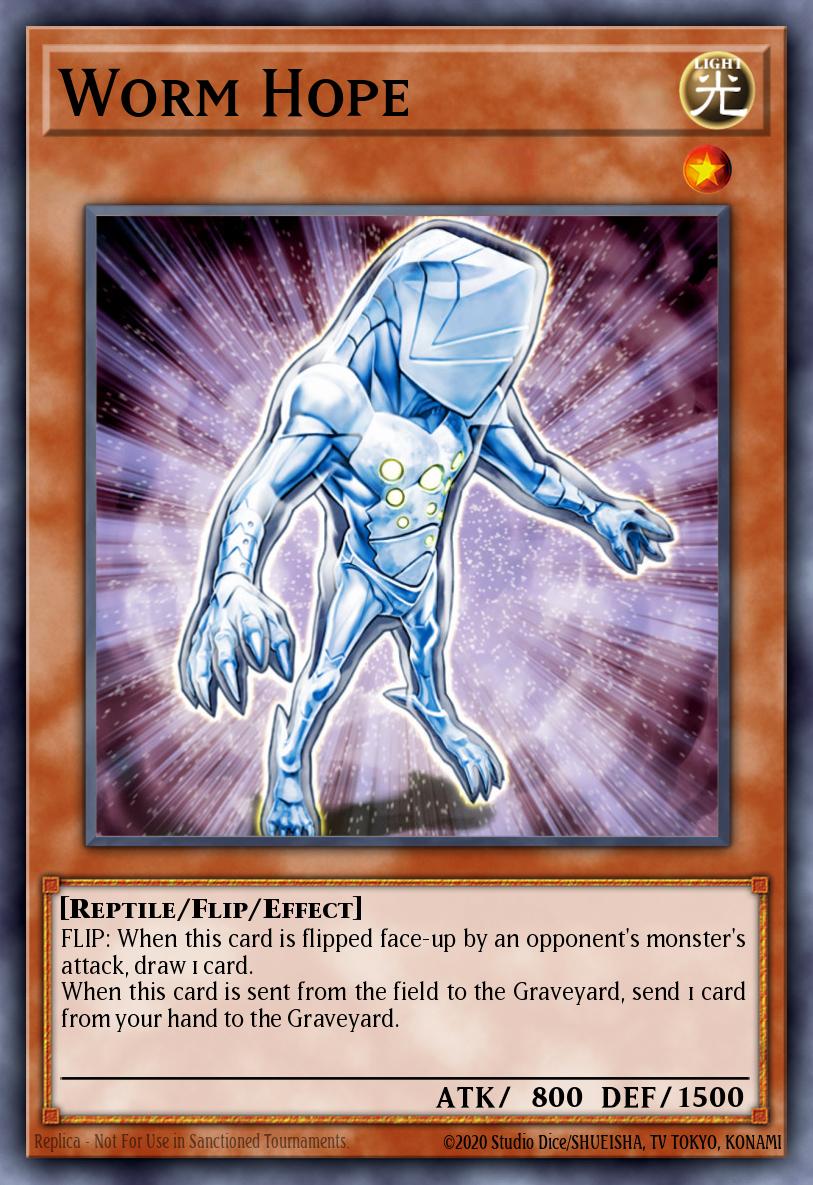 Worm Hope
LIGHT
光
[Reptile/Flip/Effect]
FLIP: When this card is flipped face-up by an opponent's monster's
attack, draw 1 card.
When this card is sent from the field to the Graveyard, send 1 card
from your hand to the Graveyard.
ATK/ 800 DEF/1500
Replica - Not For Use in Sanctioned Tournaments.
©2020 Studio Dice/SHUEISHA, TV TOKYO, KONAMI